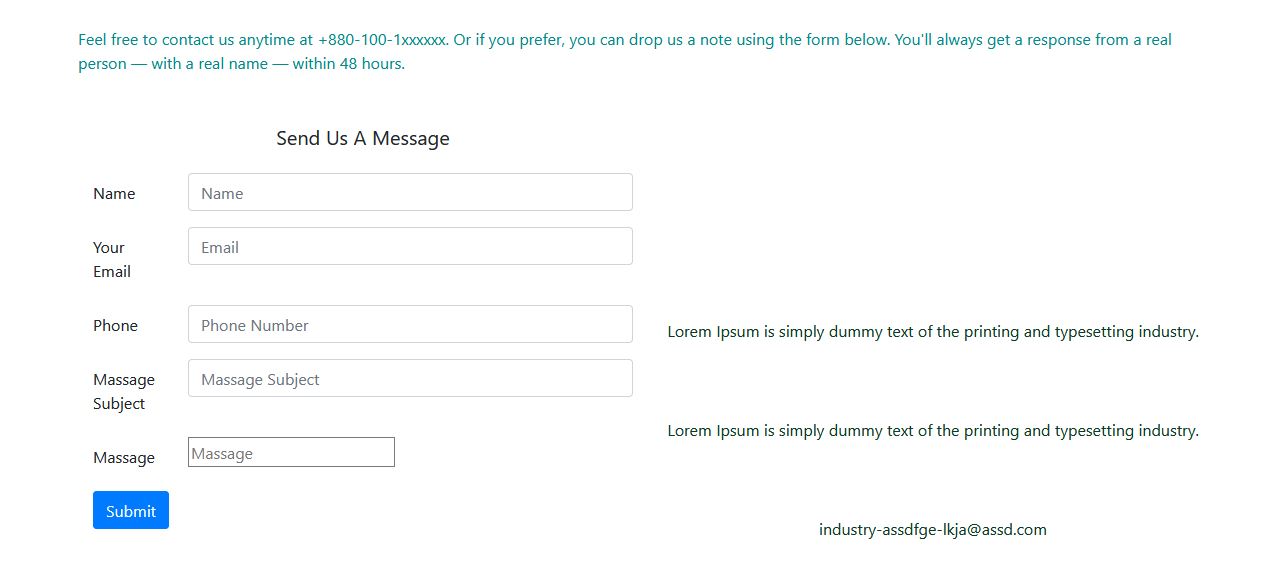 Feel free to contact us anytime at +880-100-1xxxxxx. Or if you prefer, you can drop us a note using the form below. You'll always get a response from a real
person — with a real name — within 48 hours.
Send Us A Message
Name
Name
Your
Email
Email
Phone
Phone Number
Massage
Subject
Massage Subject
Massage
Massage
Submit
Lorem Ipsum is simply dummy text of the printing and typesetting industry.
Lorem Ipsum is simply dummy text of the printing and typesetting industry.
industry-assdfge-lkja@assd.com